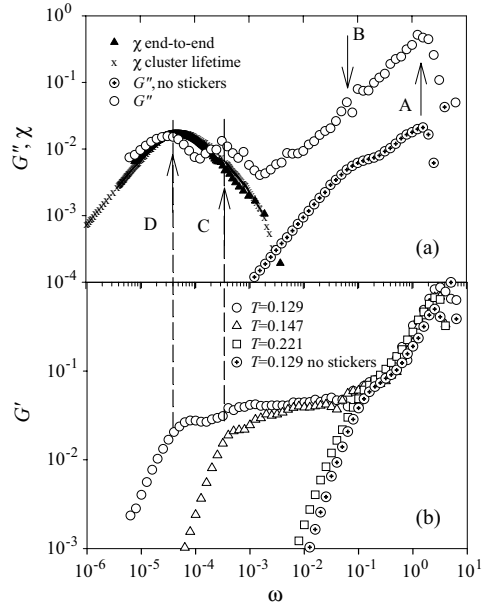 10^1
▲ χ end-to-end
x χ cluster lifetime
G″, no stickers
G″
10^0
10^-1
10^-2
10^-3
10^-4
G″, χ
B
A
D
C
(a)
T=0.129
T=0.147
T=0.221
T=0.129 no stickers
10^-1
10^-2
10^-3
G′
(b)
10^-6 10^-5 10^-4 10^-3 10^-2 10^-1 10^0 10^1
ω